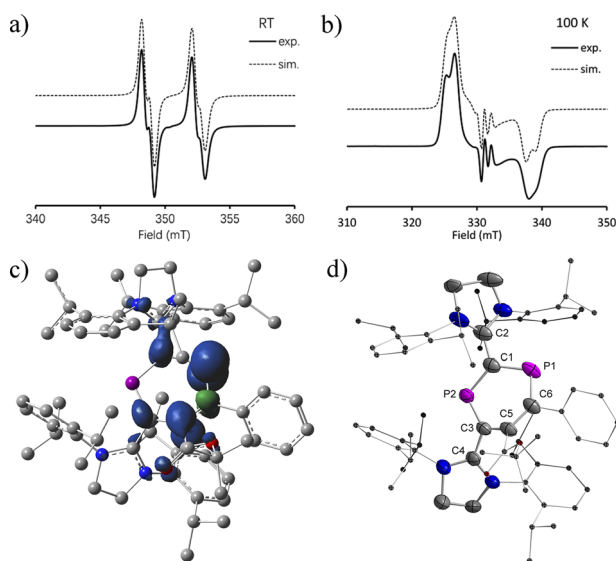 a)
RT
exp.
sim.
340 345 350 355 360
Field (mT)
b)
100 K
exp.
sim.
310 320 330 340 350
Field (mT)
c)
d)
C2
C1
P1
P2
C6
C5
C3
C4